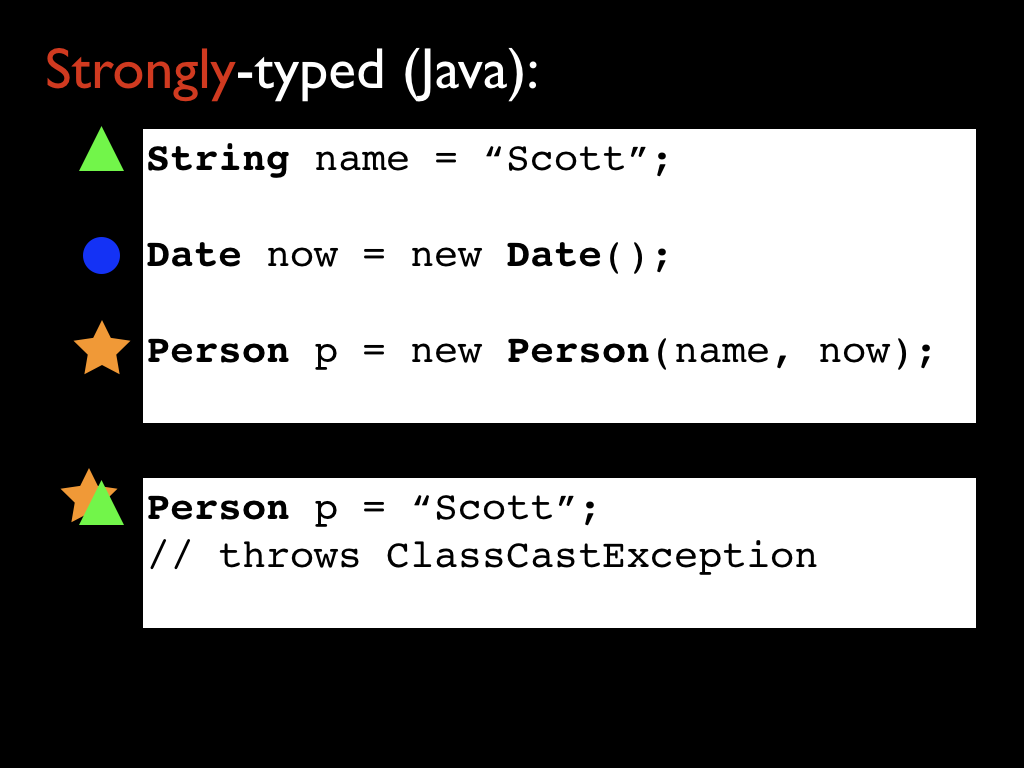 Strongly-typed (Java):
String name = “Scott”;
Date now = new Date();
Person p = new Person(name, now);
Person p = “Scott”;
// throws ClassCastException